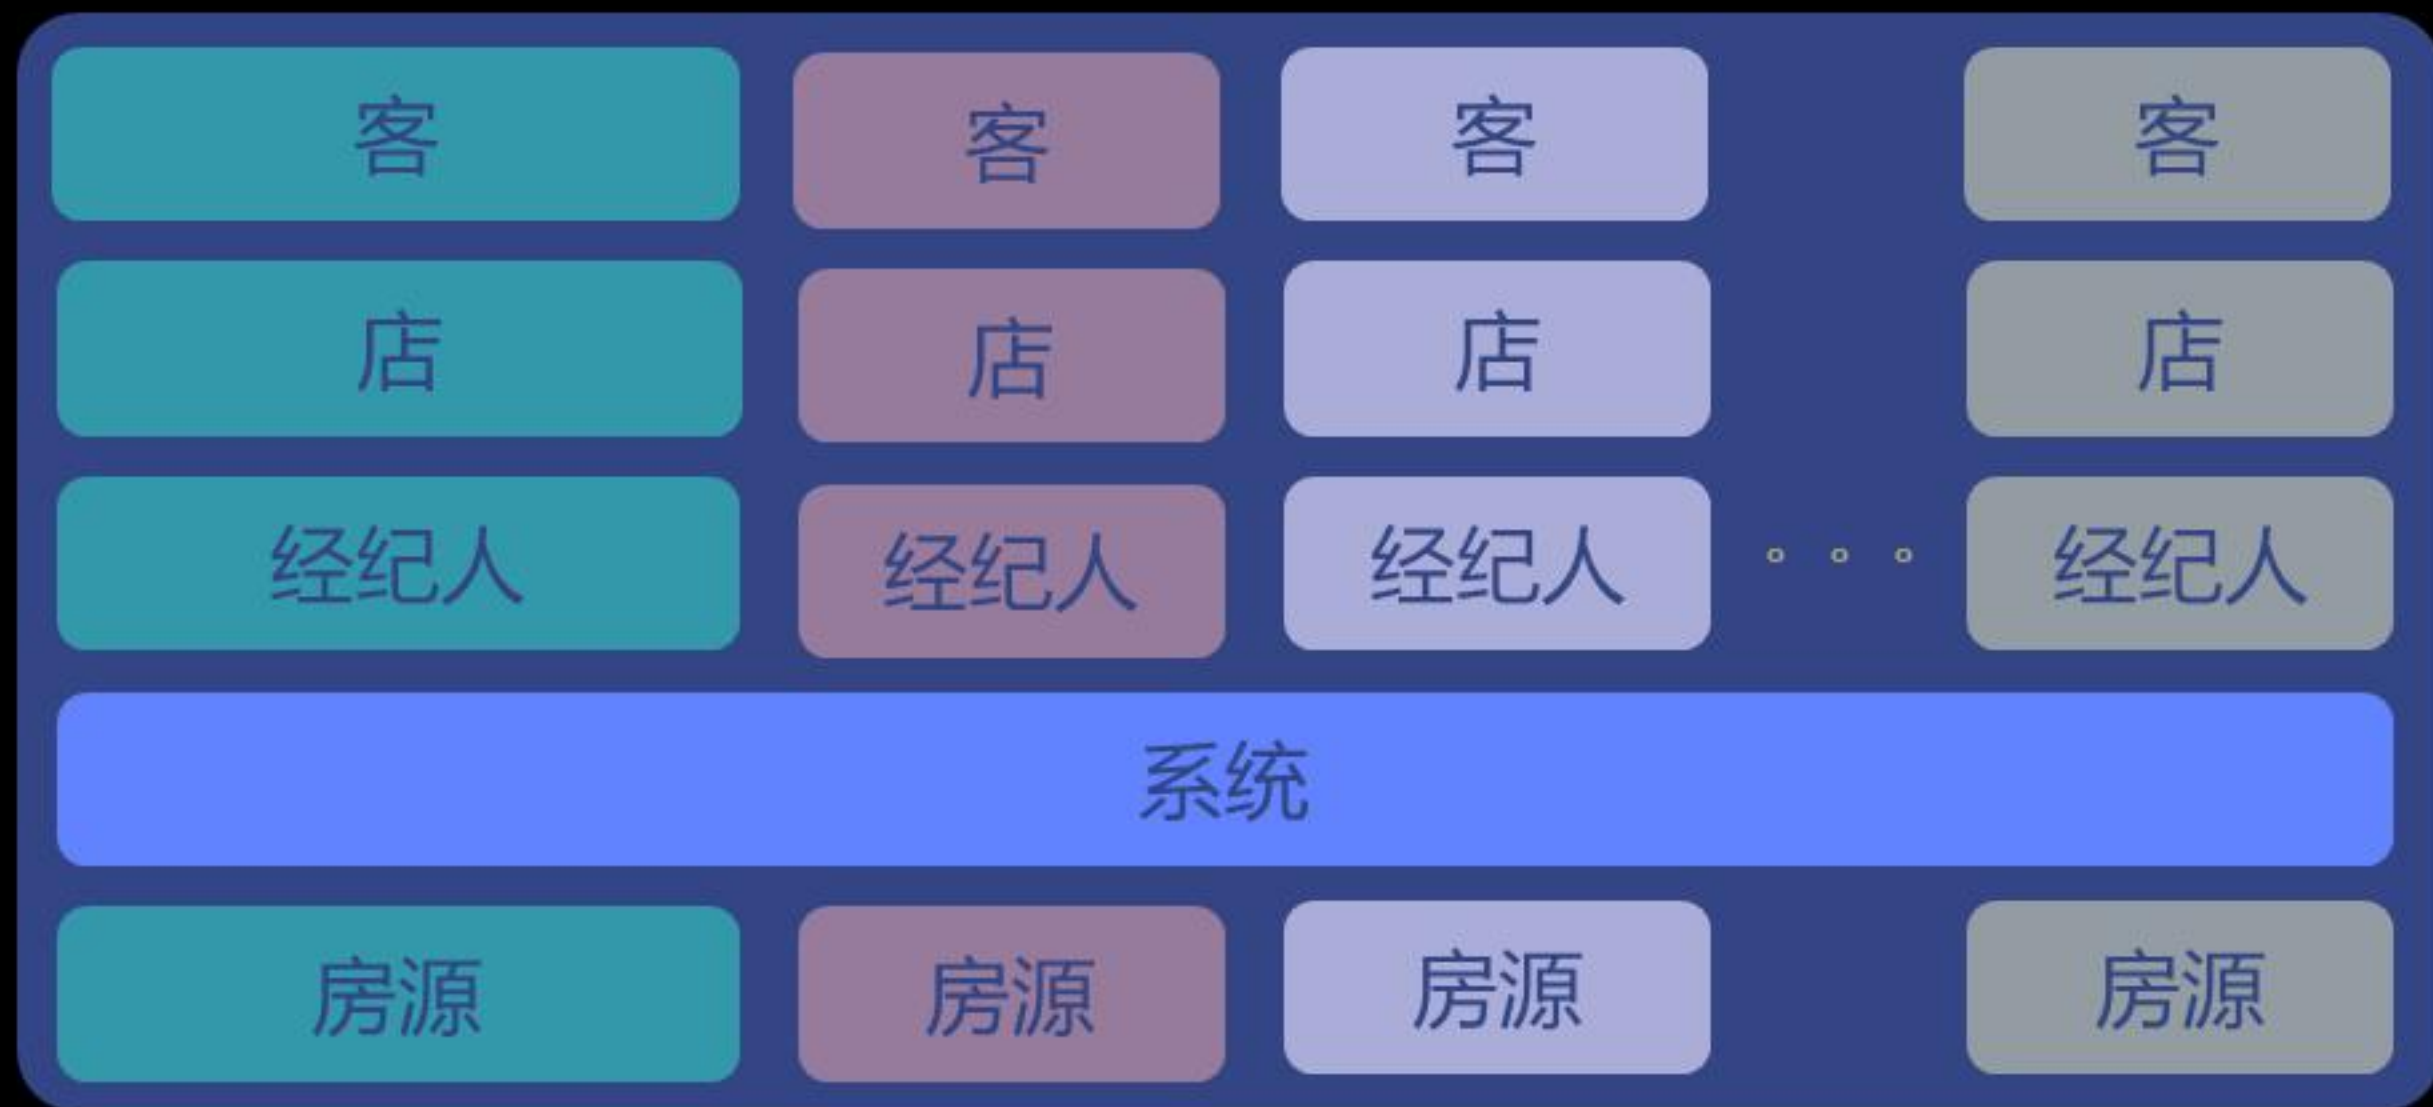 客 客 客 客
店 店 店 店
经纪人 经纪人 经纪人 。。。 经纪人
系统
房源 房源 房源 房源